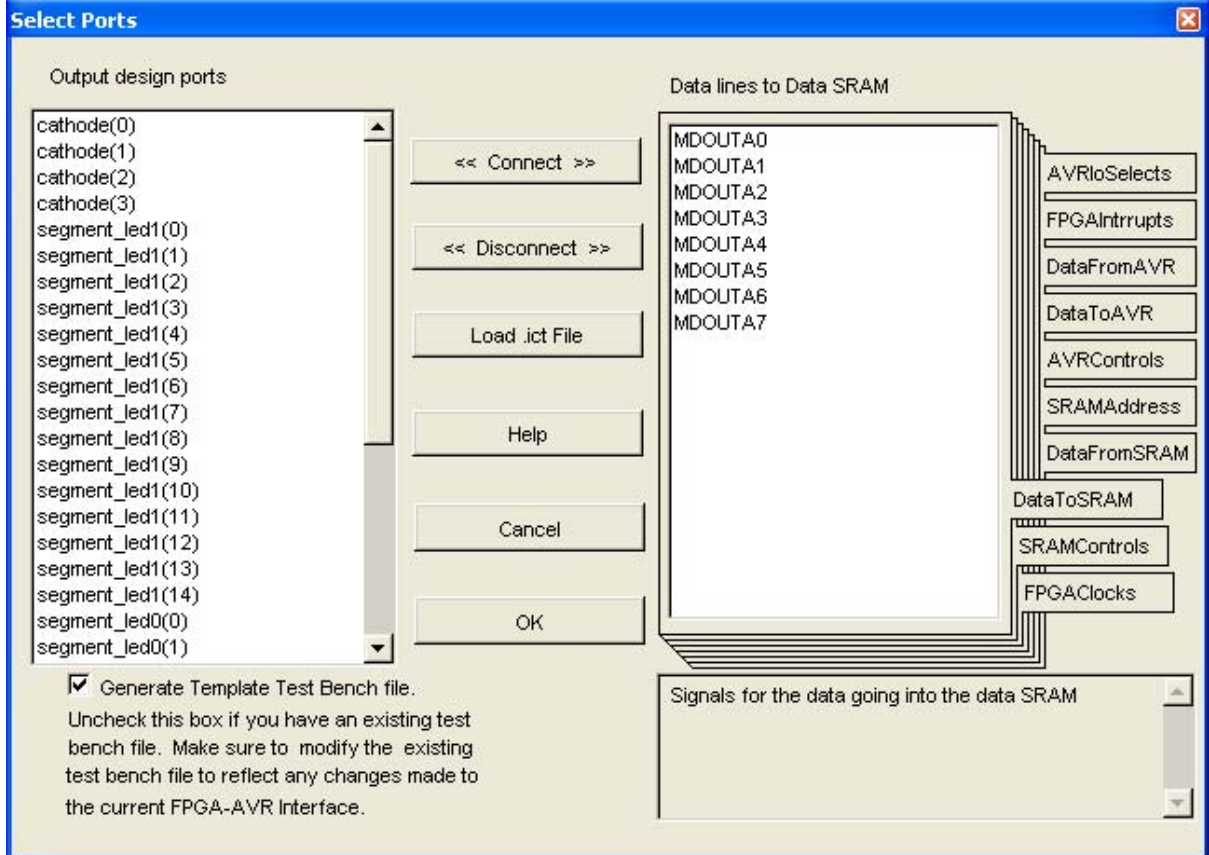 Select Ports
Output design ports
cathode(0)
cathode(1)
cathode(2)
cathode(3)
segment_led1(0)
segment_led1(1)
segment_led1(2)
segment_led1(3)
segment_led1(4)
segment_led1(5)
segment_led1(6)
segment_led1(7)
segment_led1(8)
segment_led1(9)
segment_led1(10)
segment_led1(11)
segment_led1(12)
segment_led1(13)
segment_led1(14)
segment_led0(0)
segment_led0(1)
<< Connect >>
<< Disconnect >>
Load .ict File
Help
Cancel
OK
Data lines to Data SRAM
MDOUTA0
MDOUTA1
MDOUTA2
MDOUTA3
MDOUTA4
MDOUTA5
MDOUTA6
MDOUTA7
AVRIoSelects
FPGAIntrrupts
DataFromAVR
DataToAVR
AVRControls
SRAMAddress
DataFromSRAM
DataToSRAM
SRAMControls
FPGAClocks
Generate Template Test Bench file.
Uncheck this box if you have an existing test
bench file. Make sure to modify the existing
test bench file to reflect any changes made to
the current FPGA-AVR Interface.
Signals for the data going into the data SRAM